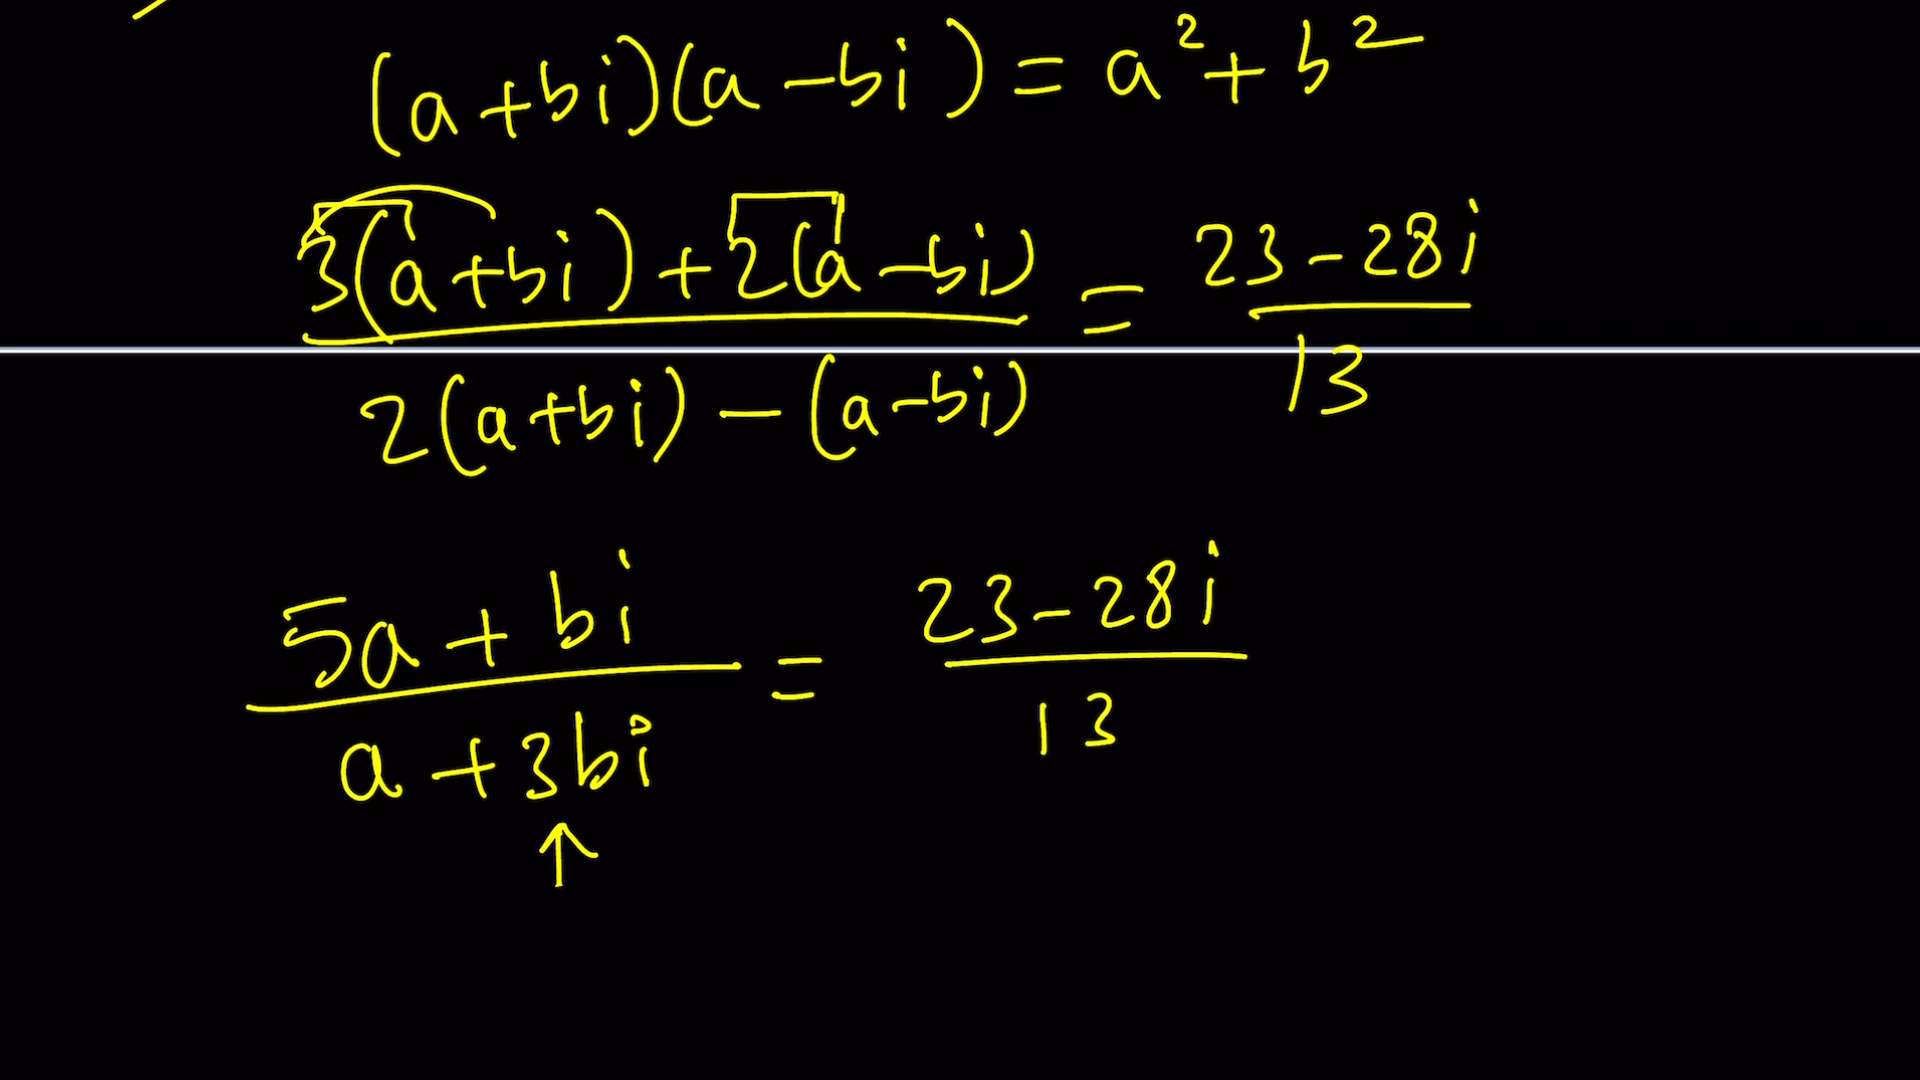 (a+bi)(a-bi) = a²+b²
3(a+bi)+2(a-bi) = 23-28i
2(a+bi)-(a-bi) 13
5a+bi = 23-28i
a+3bi 13
↑